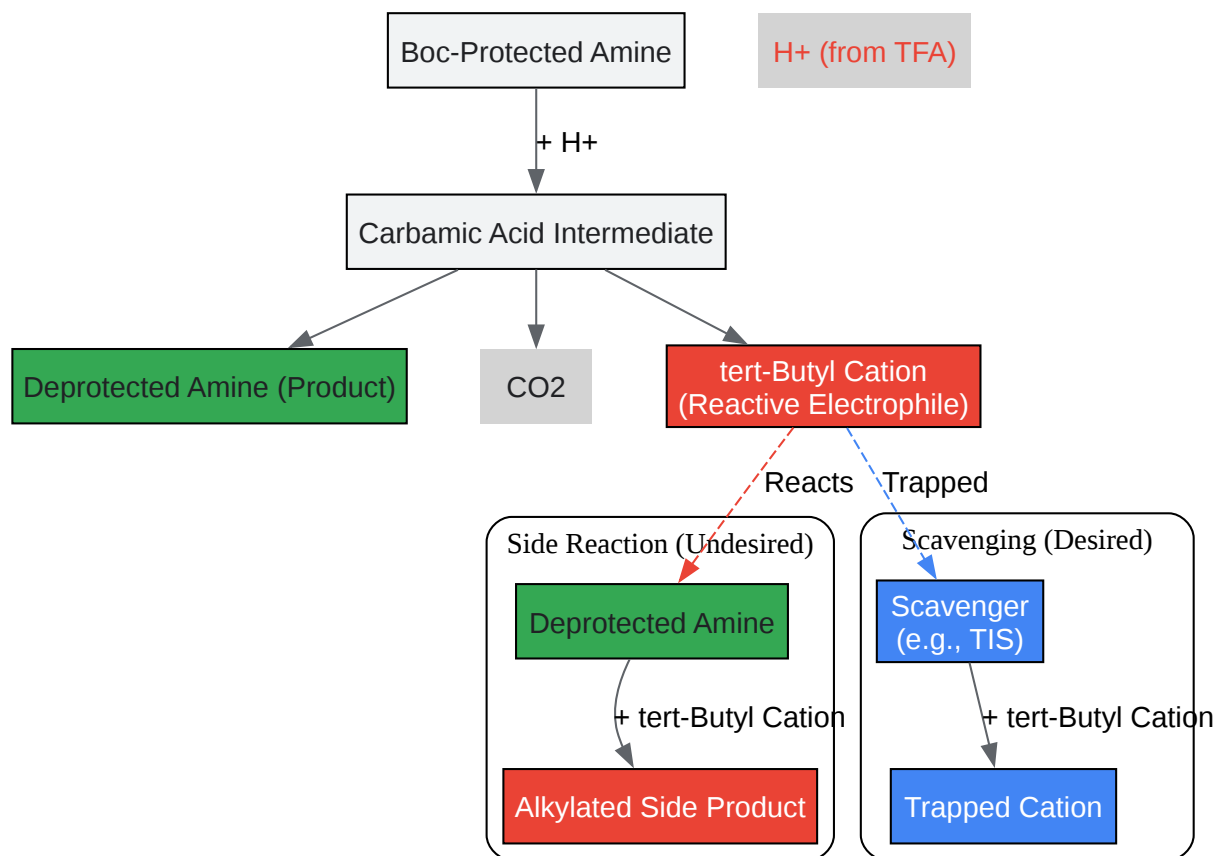 Boc-Protected Amine
H+ (from TFA)
+ H+
Carbamic Acid Intermediate
Deprotected Amine (Product)
CO2
tert-Butyl Cation
(Reactive Electrophile)
Reacts
Trapped
Side Reaction (Undesired)
Scavenging (Desired)
Deprotected Amine
Scavenger
(e.g., TIS)
+ tert-Butyl Cation
+ tert-Butyl Cation
Alkylated Side Product
Trapped Cation